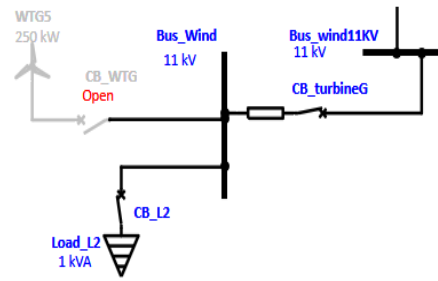 WTG5
250 kW
CB_WTG
Open
Bus_Wind
11 kV
Bus_wind11KV
11 kV
CB_turbineG
CB_L2
Load_L2
1 kVA